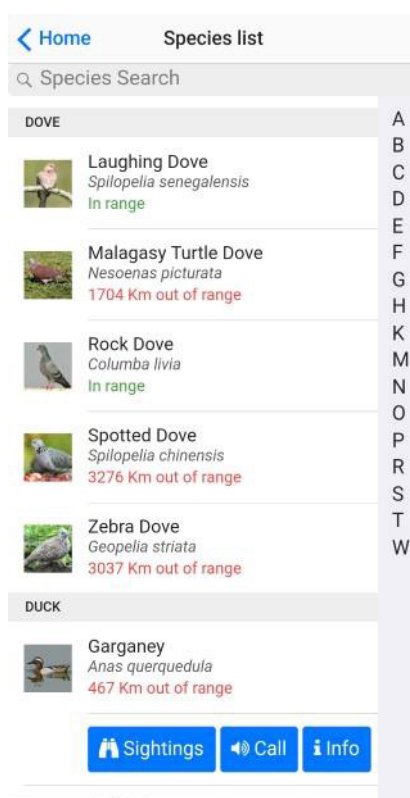 Home
Species list
Species Search
DOVE
Laughing Dove
Spilopelia senegalensis
In range
Malagasy Turtle Dove
Nesoenas picturata
1704 Km out of range
Rock Dove
Columba livia
In range
Spotted Dove
Spilopelia chinensis
3276 Km out of range
Zebra Dove
Geopelia striata
3037 Km out of range
DUCK
Garganey
Anas querquedula
467 Km out of range
Sightings
Call
Info
A
B
C
D
E
F
G
H
K
M
N
O
P
R
S
T
W